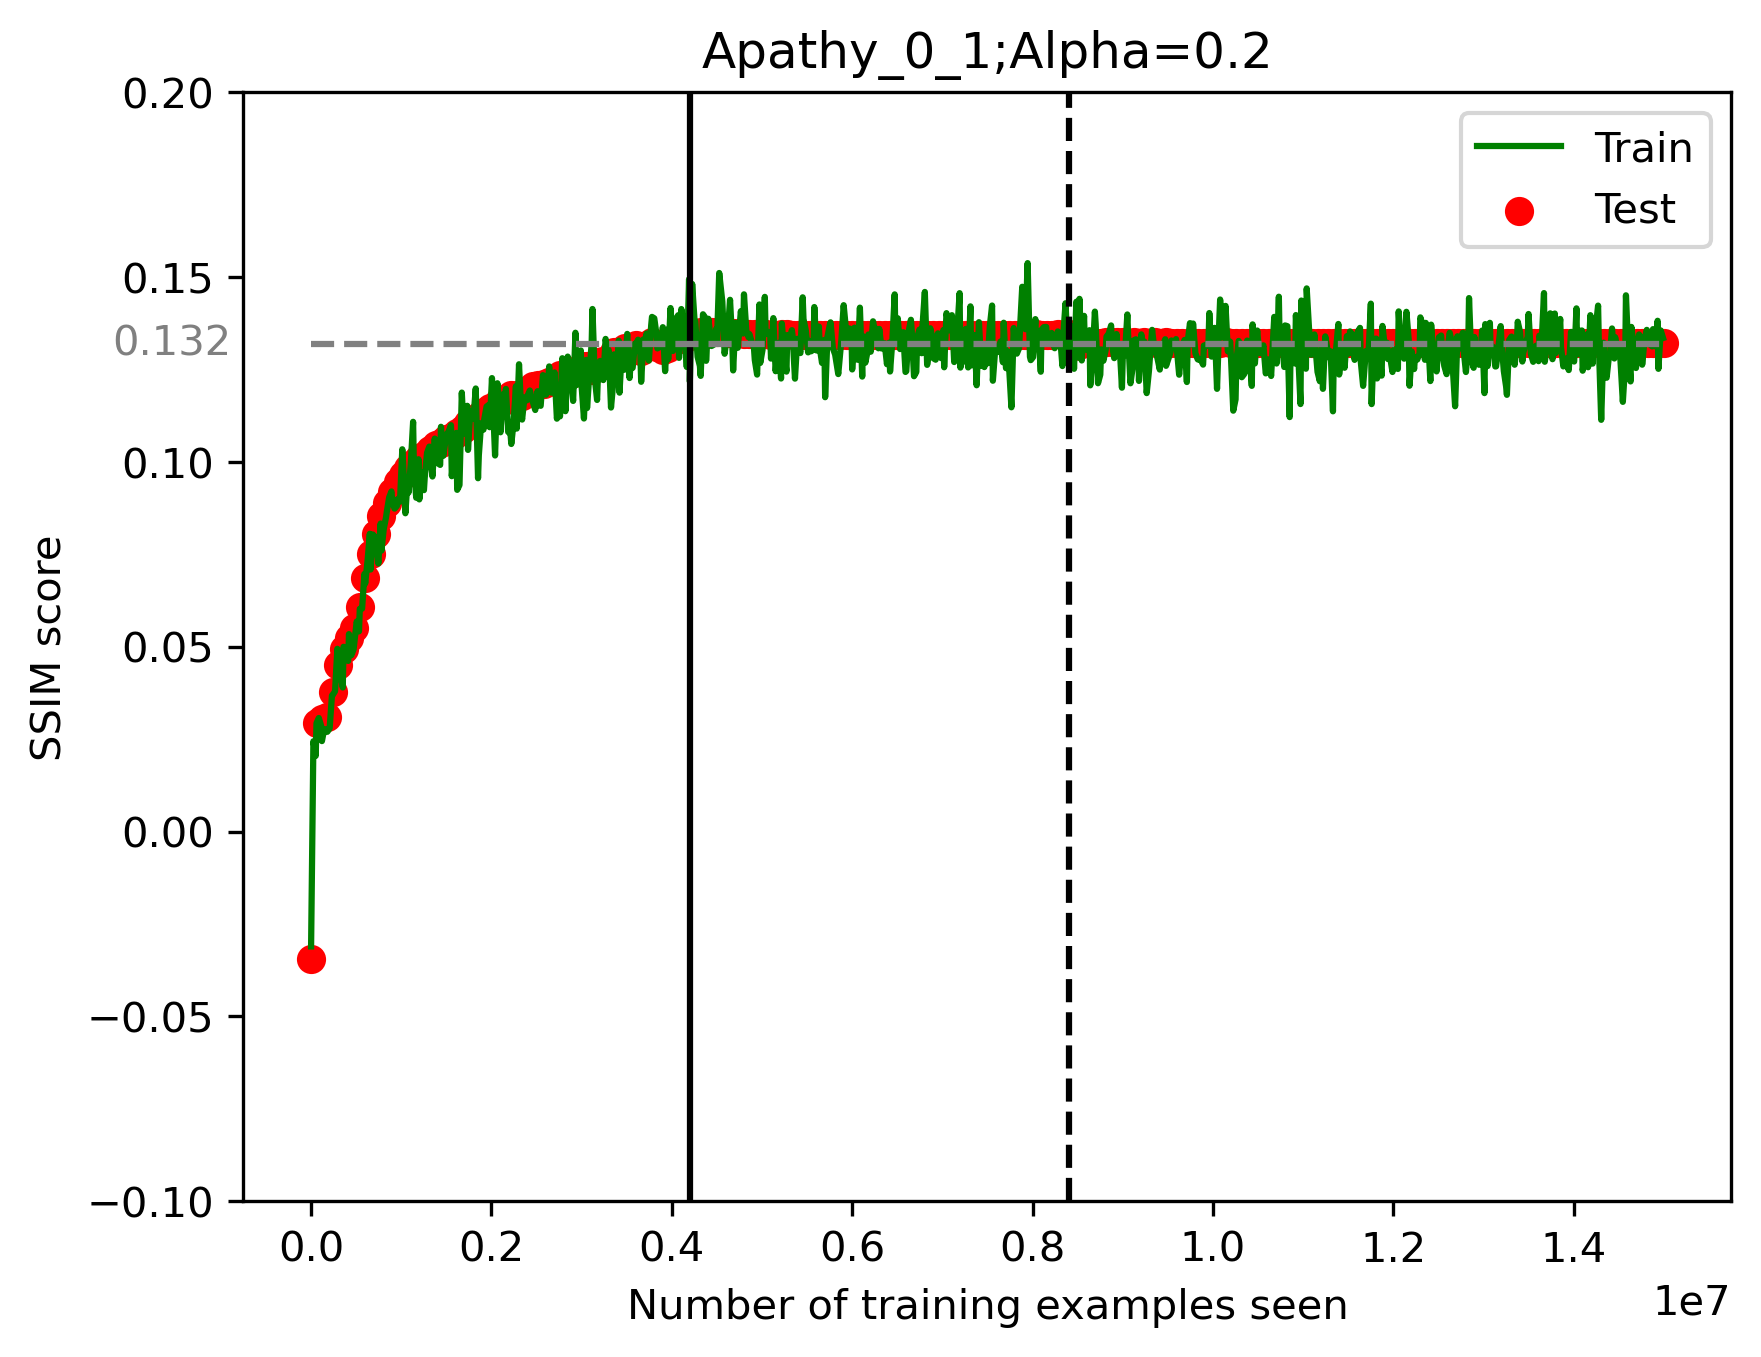 Apathy_0_1;Alpha=0.2
0.20
0.15
0.132
0.10
0.05
0.00
−0.05
−0.10
SSIM score
Train
Test
0.0 0.2 0.4 0.6 0.8 1.0 1.2 1.4
1e7
Number of training examples seen